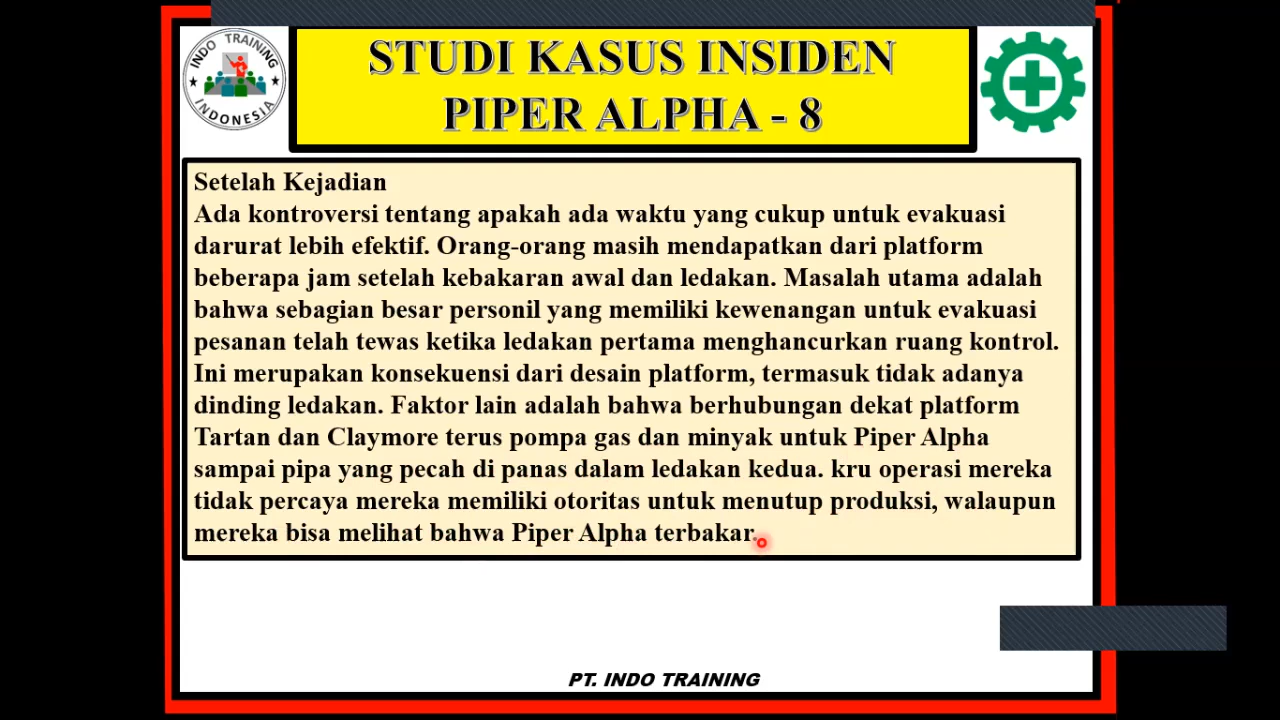 INDO TRAINING
INDONESIA
STUDI KASUS INSIDEN
PIPER ALPHA - 8
Setelah Kejadian
Ada kontroversi tentang apakah ada waktu yang cukup untuk evakuasi
darurat lebih efektif. Orang-orang masih mendapatkan dari platform
beberapa jam setelah kebakaran awal dan ledakan. Masalah utama adalah
bahwa sebagian besar personil yang memiliki kewenangan untuk evakuasi
pesanan telah tewas ketika ledakan pertama menghancurkan ruang kontrol.
Ini merupakan konsekuensi dari desain platform, termasuk tidak adanya
dinding ledakan. Faktor lain adalah bahwa berhubungan dekat platform
Tartan dan Claymore terus pompa gas dan minyak untuk Piper Alpha
sampai pipa yang pecah di panas dalam ledakan kedua. kru operasi mereka
tidak percaya mereka memiliki otoritas untuk menutup produksi, walaupun
mereka bisa melihat bahwa Piper Alpha terbakar.
PT. INDO TRAINING